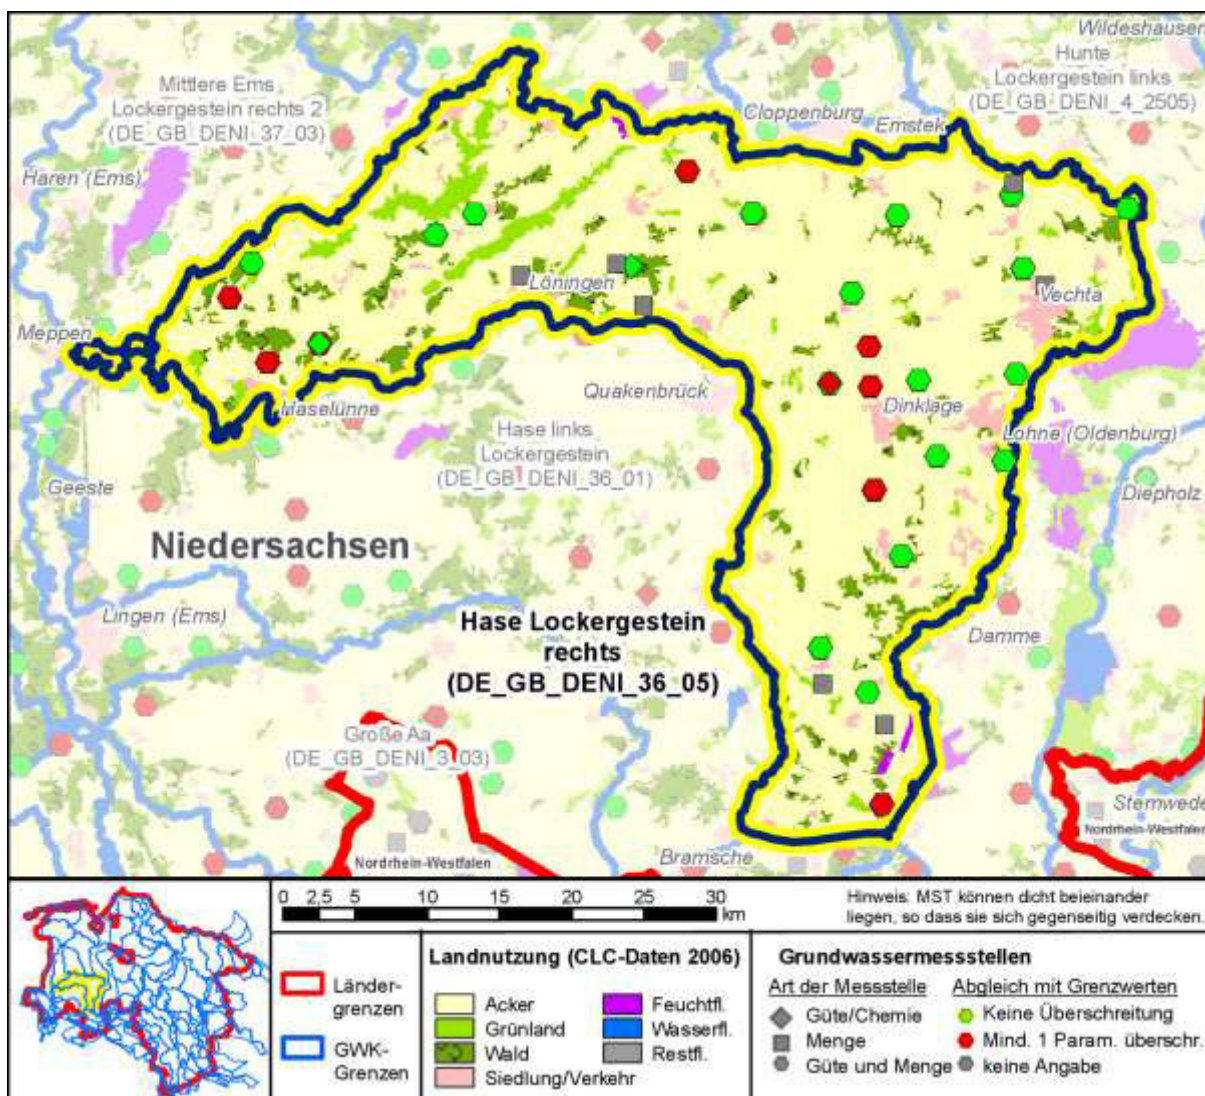 Wildeshausen
Hunte
Lockergestein links
(DE_GB_DENI_4_2505)
Mittlere Ems
Lockergestein rechts 2
(DE_GB_DENI_37_03)
Cloppenburg
Emstek
Haren (Ems)
Löningen
Vechta
Meppen
Quakenbrück
Dinklage
Haselünne
Hase links
Lockergestein
(DE_GB_DENI_36_01)
Lohne (Oldenburg)
Geeste
Diepholz
Niedersachsen
Lingen (Ems)
Hase Lockergestein
rechts
(DE_GB_DENI_36_05)
Damme
Große Aa
(DE_GB_DENI_3_03)
Stemwede
Nordrhein-Westfalen
Nordrhein-Westfalen
Bramsche
0 2,5 5 10 15 20 25 30
km
Hinweis: MST können dicht beieinander
liegen, so dass sie sich gegenseitig verdecken.
Länder-
grenzen
GWK-
Grenzen
Landnutzung (CLC-Daten 2006)
Acker
Grünland
Wald
Siedlung/Verkehr
Feuchtfl.
Wasserfl.
Restfl.
Grundwassermessstellen
Art der Messstelle
Güte/Chemie
Menge
Güte und Menge
Abgleich mit Grenzwerten
Keine Überschreitung
Mind. 1 Param. überschr.
keine Angabe